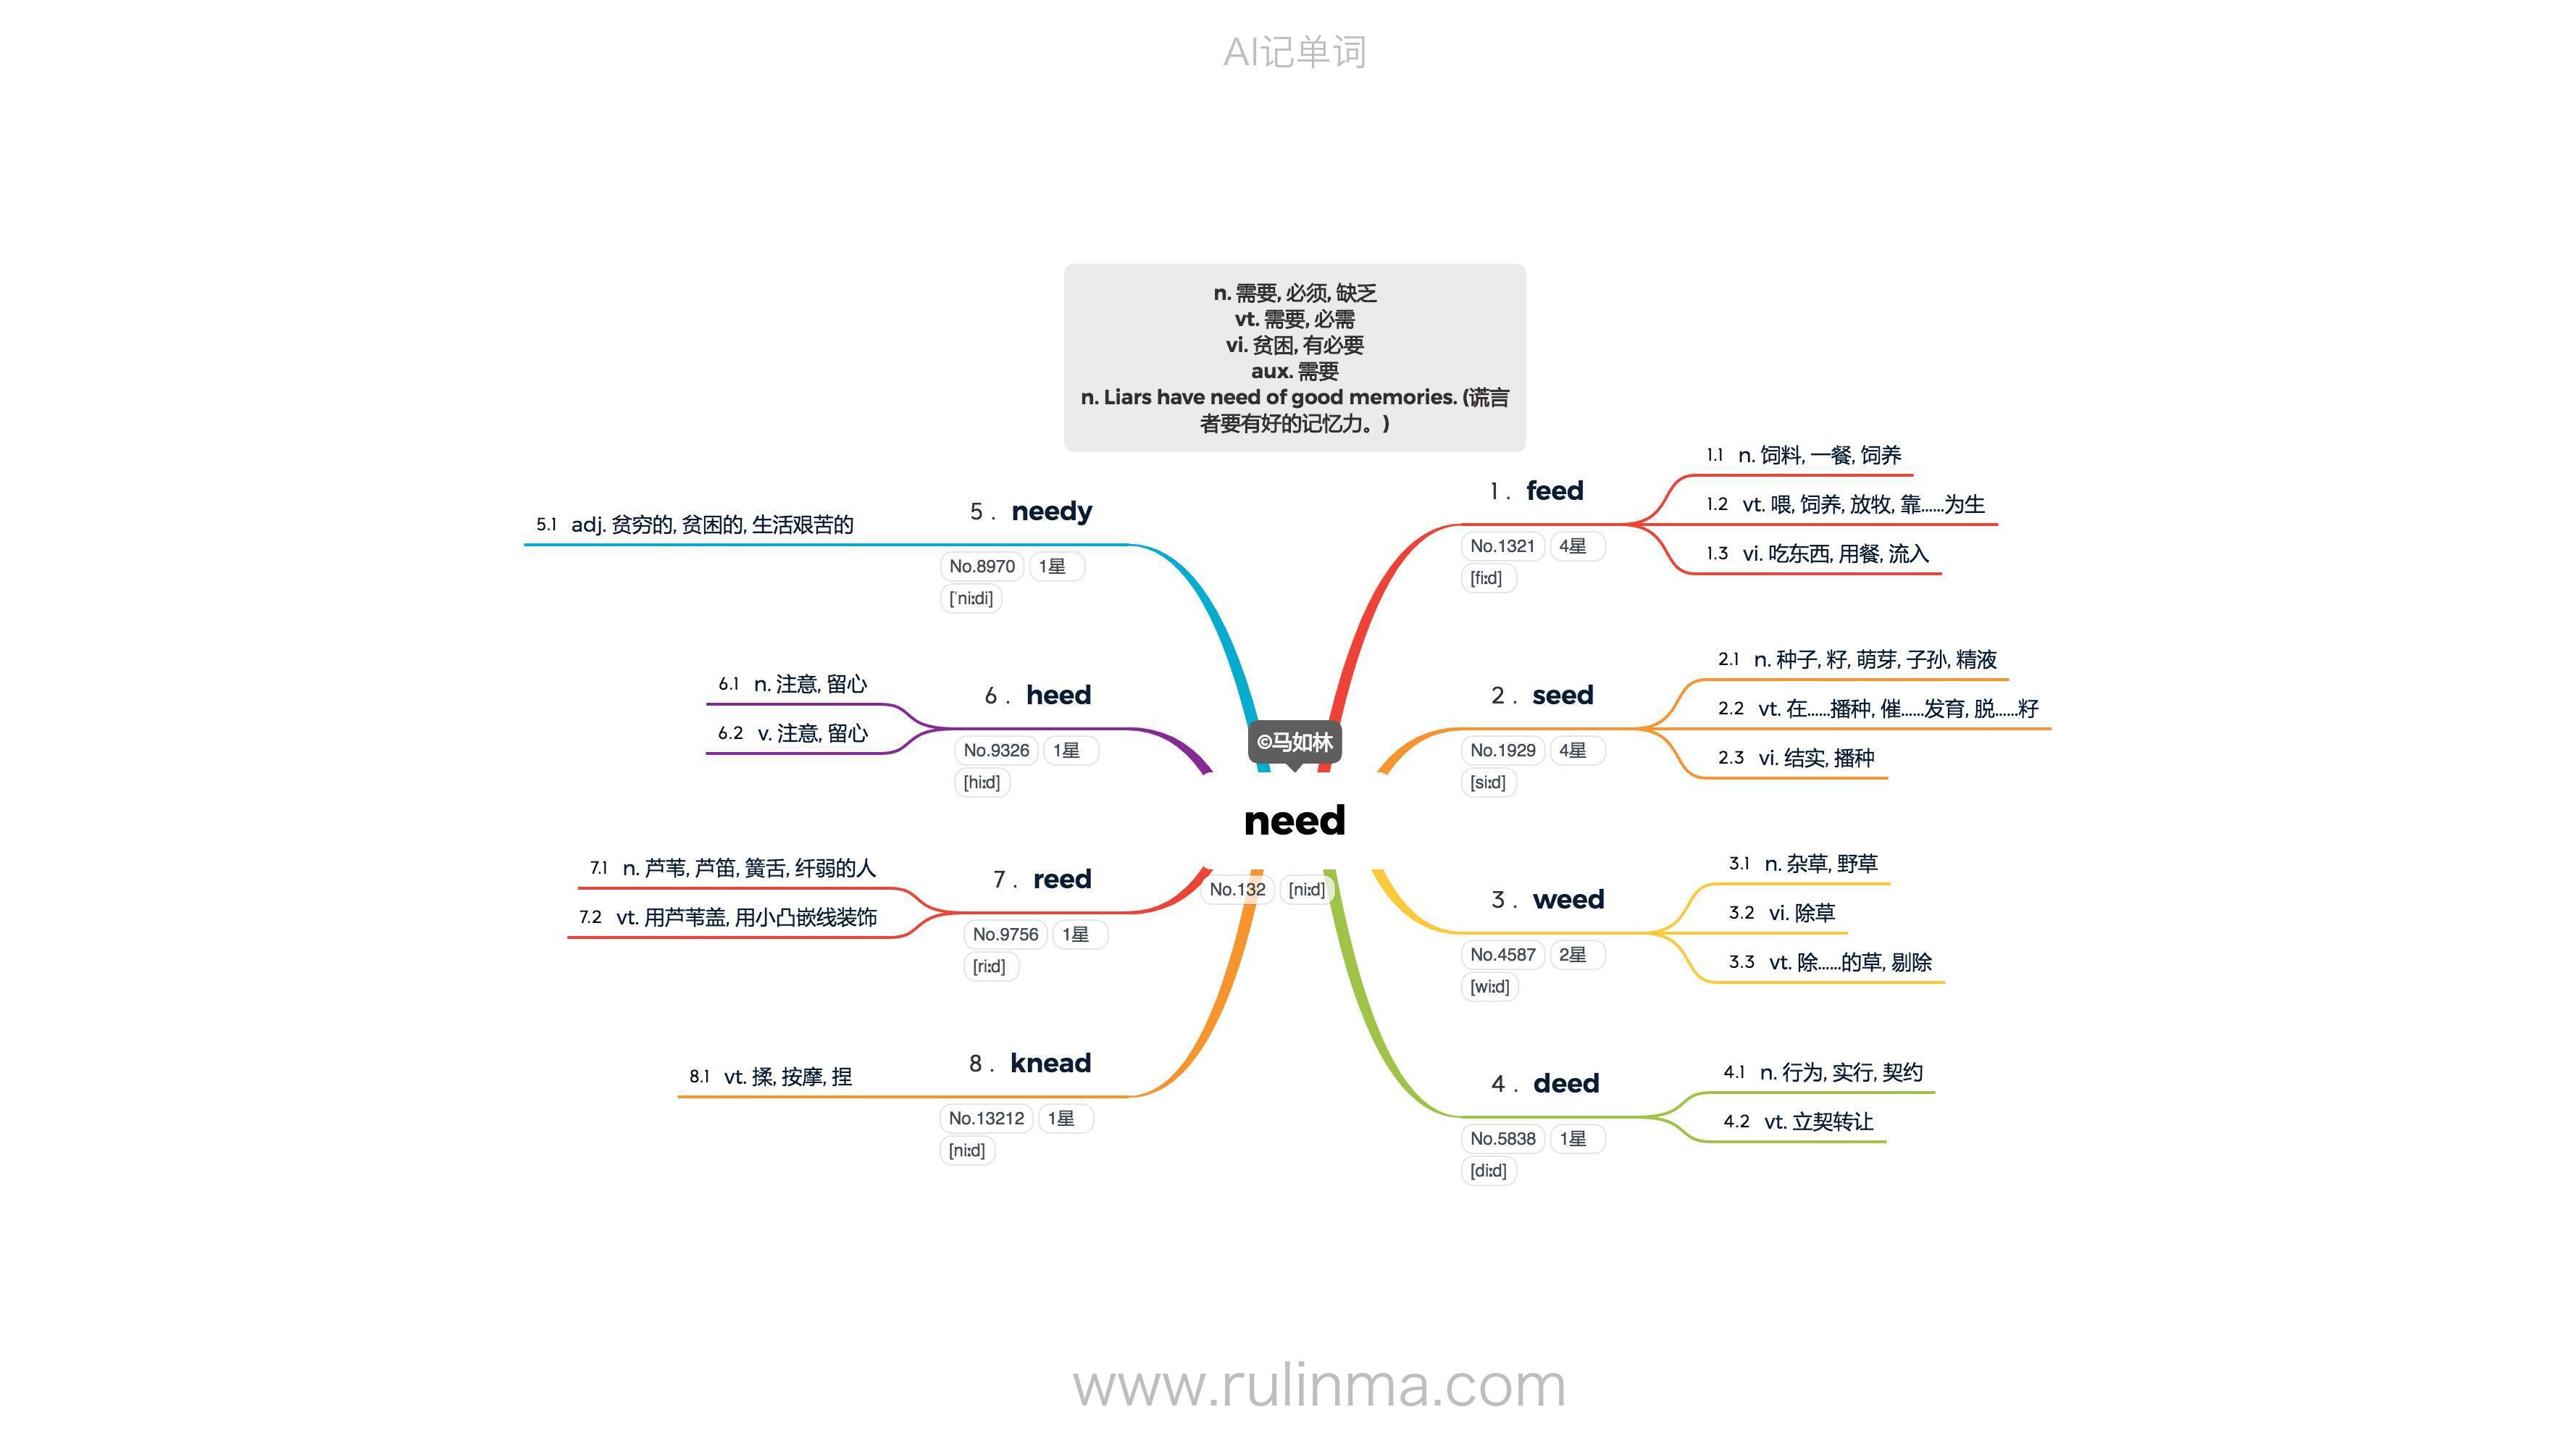 AI记单词
n. 需要, 必须, 缺乏
vt. 需要, 必需
vi. 贫困, 有必要
aux. 需要
n. Liars have need of good memories. (谎言
者要有好的记忆力。)
©马如林
need
No.132 [ni:d]
1. feed
No.1321 4星
[fi:d]
1.1 n. 饲料, 一餐, 饲养
1.2 vt. 喂, 饲养, 放牧, 靠……为生
1.3 vi. 吃东西, 用餐, 流入
2. seed
No.1929 4星
[si:d]
2.1 n. 种子, 籽, 萌芽, 子孙, 精液
2.2 vt. 在……播种, 催……发育, 脱……籽
2.3 vi. 结实, 播种
3. weed
No.4587 2星
[wi:d]
3.1 n. 杂草, 野草
3.2 vi. 除草
3.3 vt. 除……的草, 剔除
4. deed
No.5838 1星
[di:d]
4.1 n. 行为, 实行, 契约
4.2 vt. 立契转让
5. needy
No.8970 1星
['ni:di]
5.1 adj. 贫穷的, 贫困的, 生活艰苦的
6. heed
No.9326 1星
[hi:d]
6.1 n. 注意, 留心
6.2 v. 注意, 留心
7. reed
No.9756 1星
[ri:d]
7.1 n. 芦苇, 芦笛, 簧舌, 纤弱的人
7.2 vt. 用芦苇盖, 用小凸嵌线装饰
8. knead
No.13212 1星
[ni:d]
8.1 vt. 揉, 按摩, 捏
www.rulinma.com